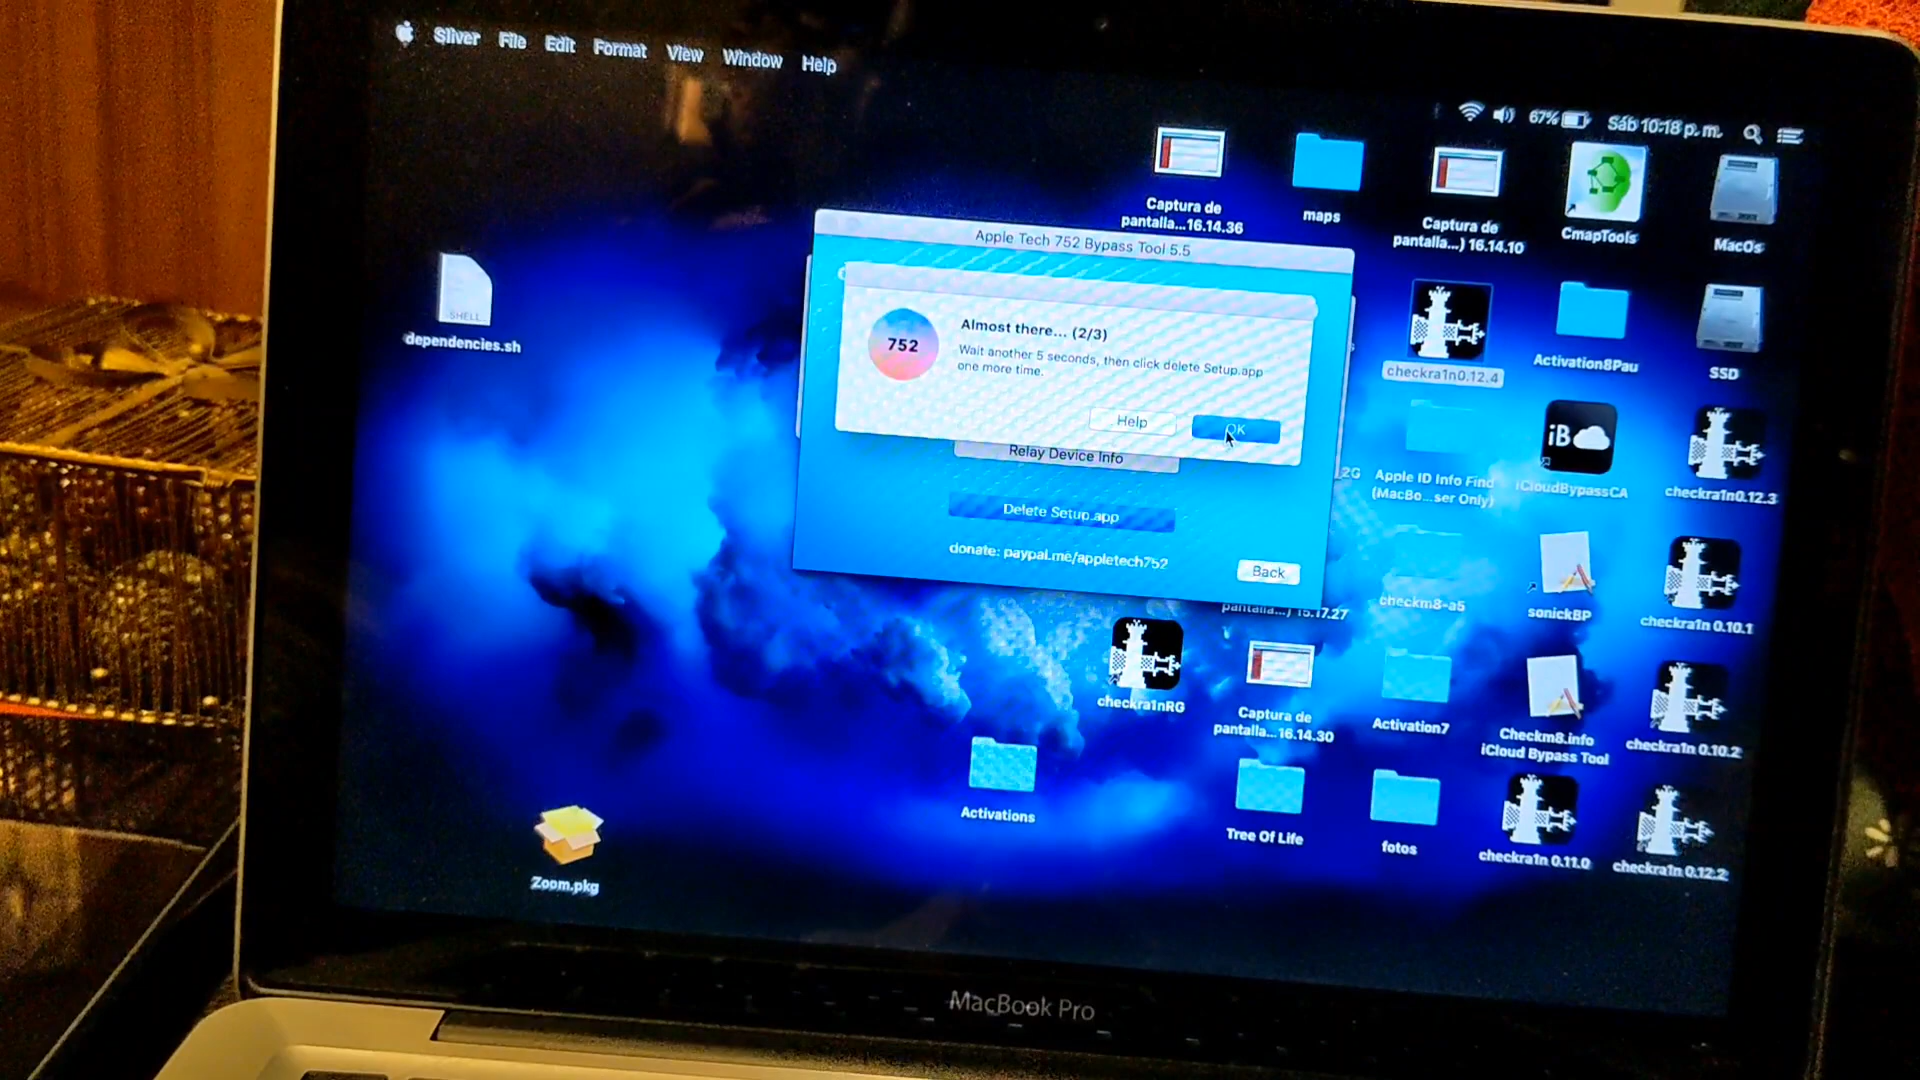 Sliver File Edit Format View Window Help
67% Sáb 10:18 p. m.
Captura de
pantalla...16.14.36
maps
Captura de
pantalla...) 16.14.10
CmapTools
MacOs
SHELL
dependencies.sh
Apple Tech 752 Bypass Tool 5.5
752
Almost there... (2/3)
Wait another 5 seconds, then click delete Setup.app
one more time.
Help
OK
Relay Device Info
Delete Setup.app
donate: paypal.me/appletech752
Back
checkra1n0.12.4
Activation8Pau
SSD
Apple ID Info Find
(MacBo...ser Only)
iB
iCloudBypassCA
checkra1n0.12.3
pantalla...) 15.17.27
checkm8-a5
sonickBP
checkra1n 0.10.1
checkra1nRG
Captura de
pantalla...16.14.30
Activation7
Checkm8.info
iCloud Bypass Tool
checkra1n 0.10.2
Activations
Tree Of Life
fotos
checkra1n 0.11.0
checkra1n 0.12.2
Zoom.pkg
MacBook Pro